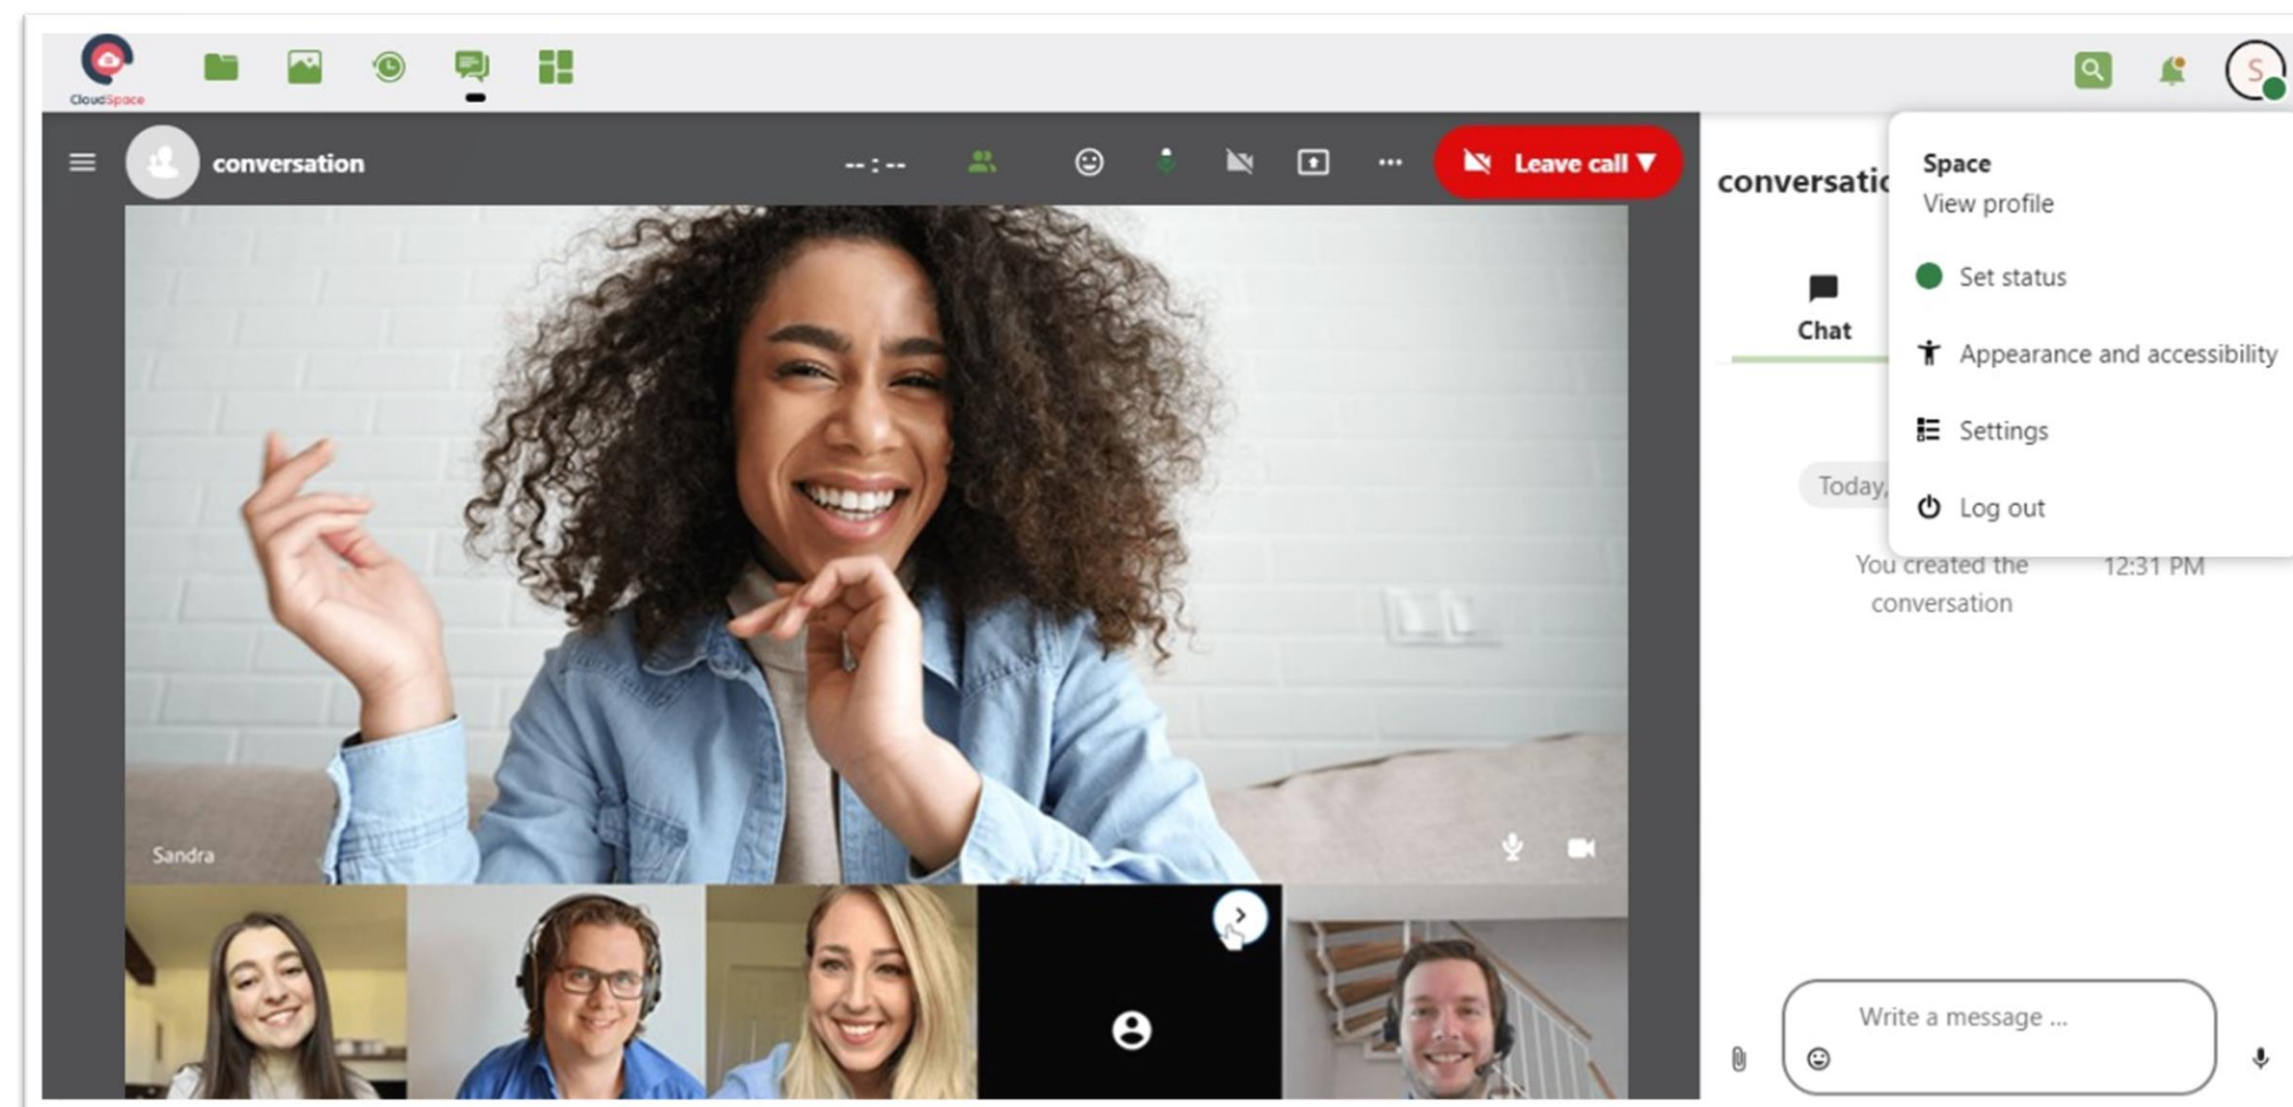 CloudSpace
S
conversation
--:--
Leave call
conversatic
Space
View profile
Set status
Appearance and accessibility
Settings
Log out
Chat
Today,
You created the
conversation
12:31 PM
Sandra
Write a message ...